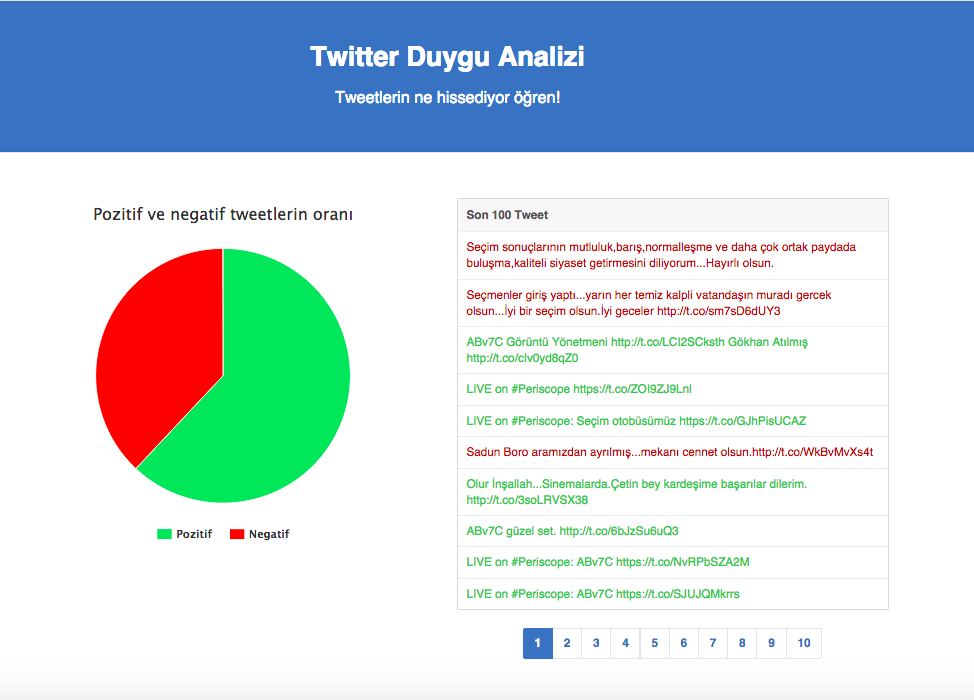 Twitter Duygu Analizi
Tweetlerin ne hissediyor öğren!
Pozitif ve negatif tweetlerin oranı
Pozitif Negatif
Son 100 Tweet
Seçim sonuçlarının mutluluk,barış,normalleşme ve daha çok ortak paydada
buluşma,kaliteli siyaset getirmesini diliyorum...Hayırlı olsun.
Seçmenler giriş yaptı...yarın her temiz kalpli vatandaşın muradı gercek
olsun...İyi bir seçim olsun.İyi geceler http://t.co/sm7sD6dUY3
ABv7C Görüntü Yönetmeni http://t.co/LCI2SCksth Gökhan Atılmış
http://t.co/clv0yd8qZ0
LIVE on #Periscope https://t.co/ZOI9ZJ9Lnl
LIVE on #Periscope: Seçim otobüsümüz https://t.co/GJhPisUCAZ
Sadun Boro aramızdan ayrılmış...mekanı cennet olsun.http://t.co/WkBvMvXs4t
Olur İnşallah...Sinemalarda.Çetin bey kardeşime başarılar dilerim.
http://t.co/3soLRVSX38
ABv7C güzel set. http://t.co/6bJzSu6uQ3
LIVE on #Periscope: ABv7C https://t.co/NvRPbSZA2M
LIVE on #Periscope: ABv7C https://t.co/SJUJQMkrrs
1 2 3 4 5 6 7 8 9 10